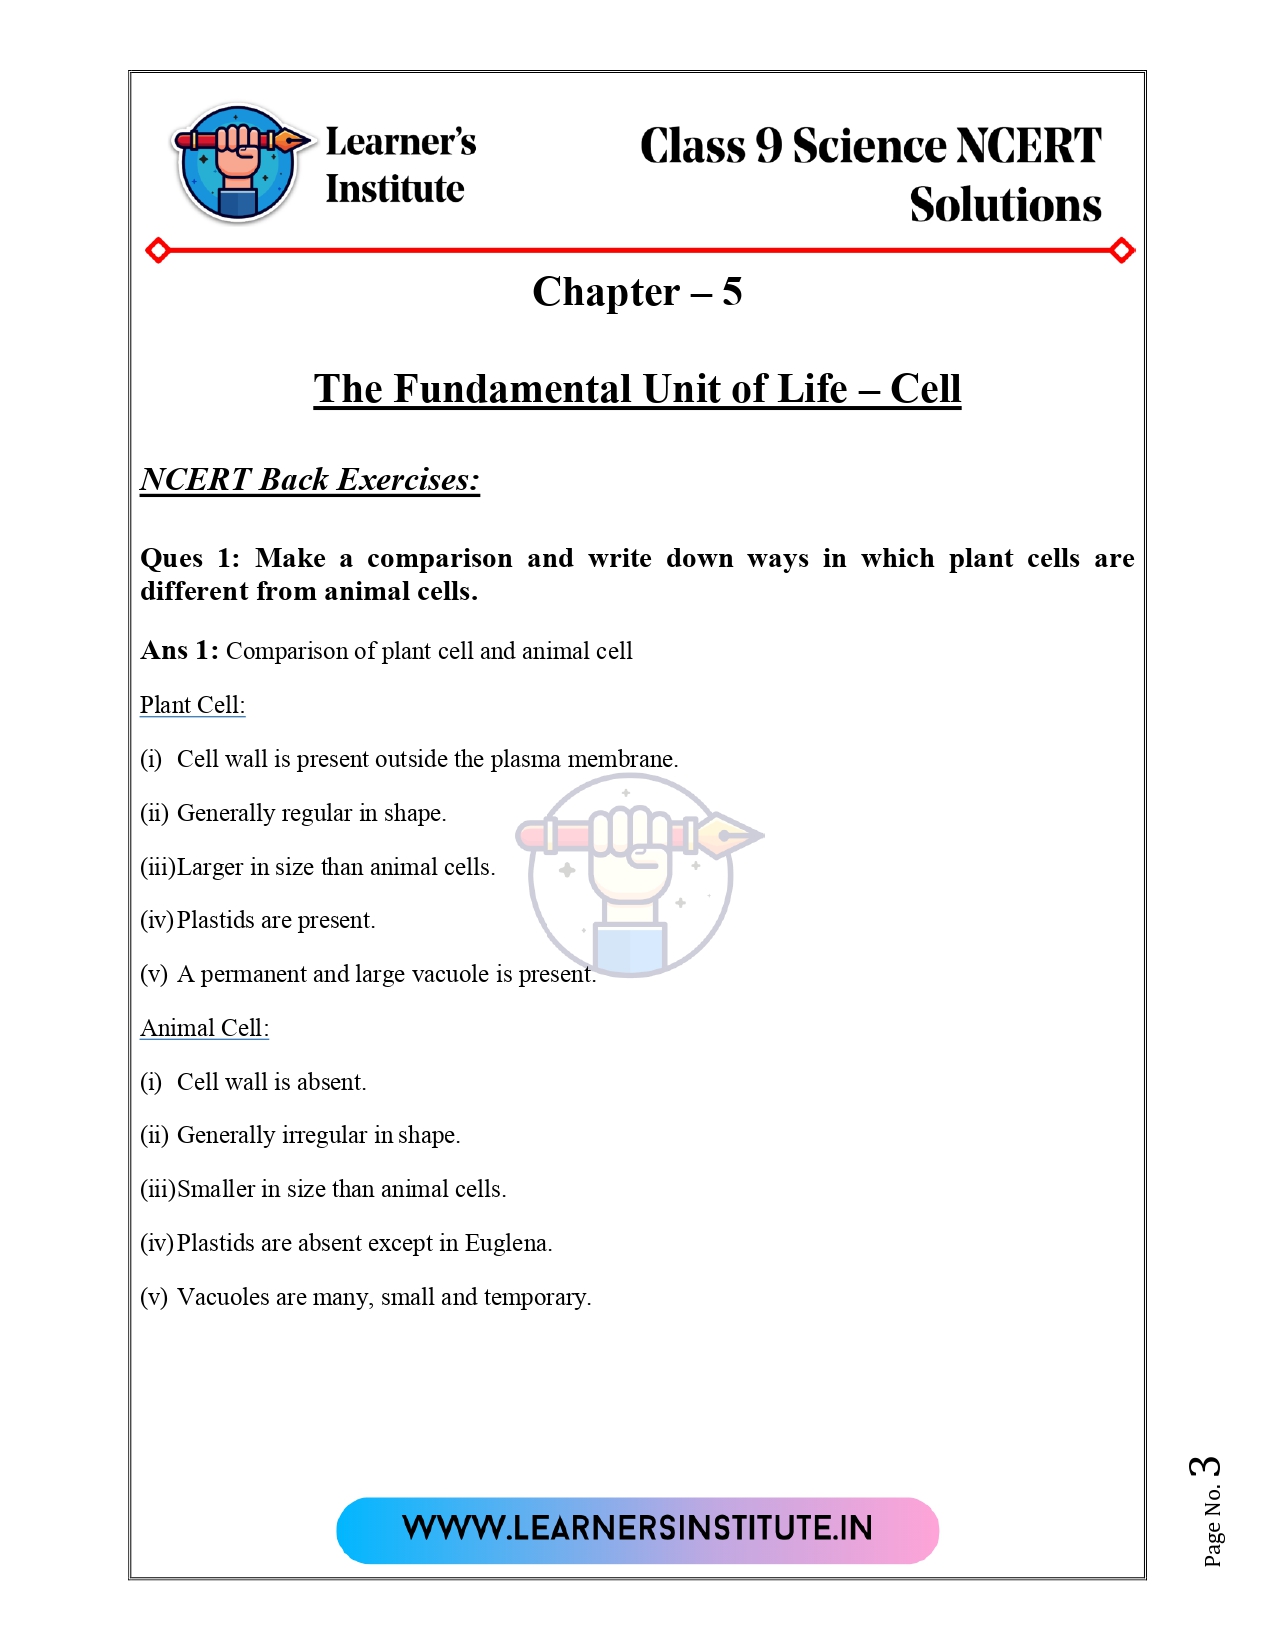 Learner's
Institute
Class 9 Science NCERT
Solutions
Chapter – 5
The Fundamental Unit of Life – Cell
NCERT Back Exercises:
Ques 1: Make a comparison and write down ways in which plant cells are
different from animal cells.
Ans 1: Comparison of plant cell and animal cell
Plant Cell:
(i) Cell wall is present outside the plasma membrane.
(ii) Generally regular in shape.
(iii) Larger in size than animal cells.
(iv) Plastids are present.
(v) A permanent and large vacuole is present.
Animal Cell:
(i) Cell wall is absent.
(ii) Generally irregular in shape.
(iii) Smaller in size than animal cells.
(iv) Plastids are absent except in Euglena.
(v) Vacuoles are many, small and temporary.
WWW.LEARNERSINSTITUTE.IN
Page No. 3